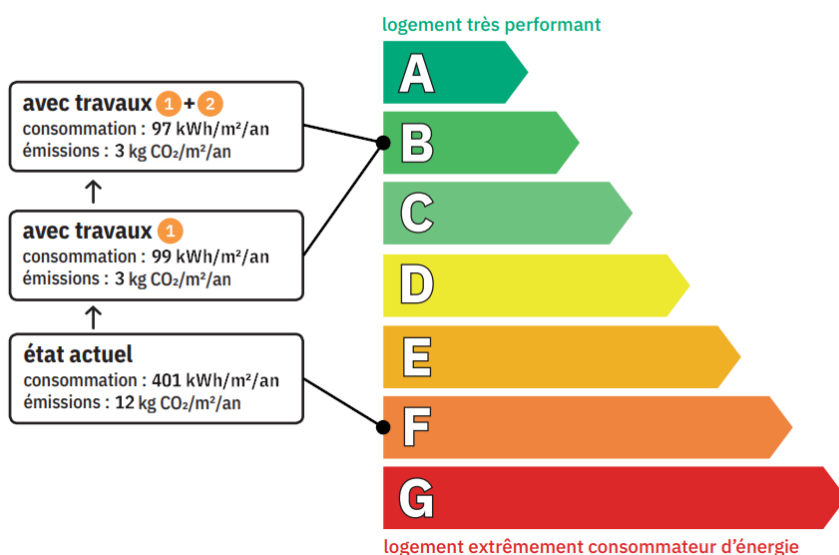 logement très performant
A
avec travaux 1 + 2
consommation : 97 kWh/m²/an
émissions : 3 kg CO₂/m²/an
B
avec travaux 1
consommation : 99 kWh/m²/an
émissions : 3 kg CO₂/m²/an
C
D
état actuel
consommation : 401 kWh/m²/an
émissions : 12 kg CO₂/m²/an
E
F
G
logement extrêmement consommateur d’énergie